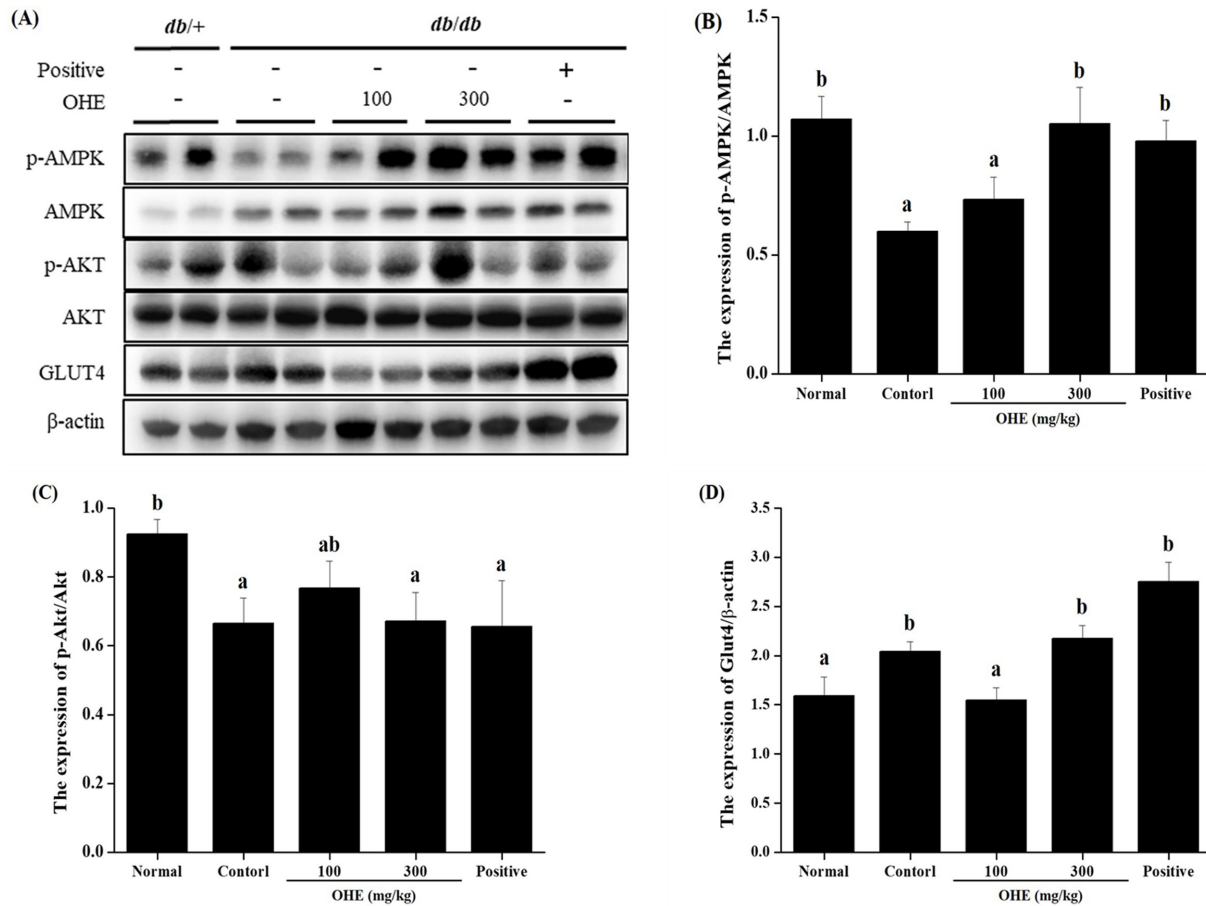 (A)
db/+ db/db
Positive - - - - +
OHE - - 100 300 -
p-AMPK
AMPK
p-AKT
AKT
GLUT4
β-actin
(B)
The expression of p-AMPK/AMPK
1.5
1.0
0.5
0.0
b
a
a
b
b
Normal Contorl 100 300 Positive
OHE (mg/kg)
(C)
The expression of p-Akt/Akt
1.0
0.8
0.6
0.4
0.2
0.0
b
a
ab
a
a
Normal Contorl 100 300 Positive
OHE (mg/kg)
(D)
The expression of Glut4/β-actin
3.5
3.0
2.5
2.0
1.5
1.0
0.5
0.0
a
b
a
b
b
Normal Contorl 100 300 Positive
OHE (mg/kg)